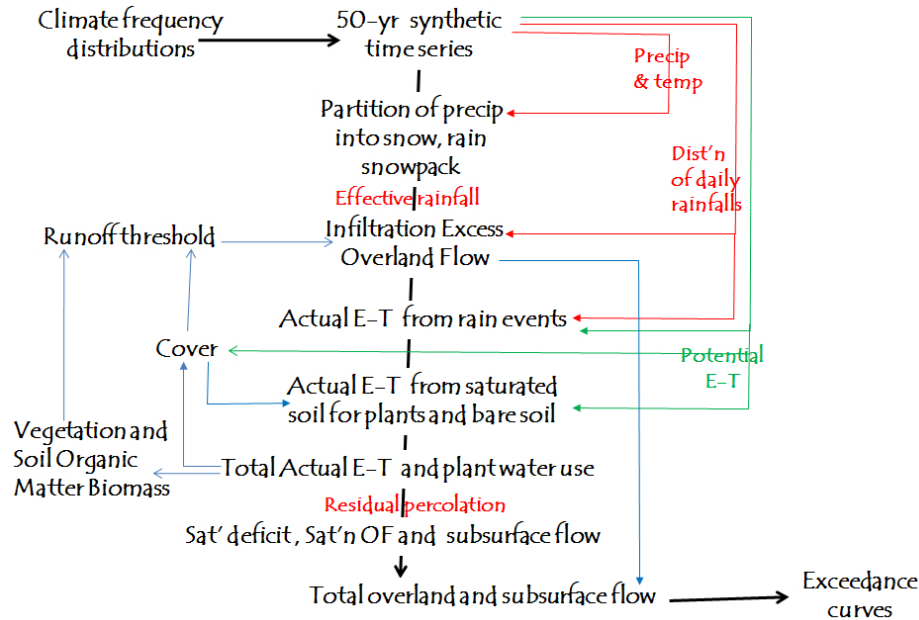 Climate frequency
distributions
50-yr synthetic
time series
Precip
& temp
Partition of precip
into snow, rain
snowpack
Dist'n
of daily
rainfalls
Effective rainfall
Runoff threshold
Infiltration Excess
Overland Flow
Actual E-T from rain events
Cover
Potential
E-T
Actual E-T from saturated
soil for plants and bare soil
Vegetation and
Soil Organic
Matter Biomass
Total Actual E-T and plant water use
Residual percolation
Sat' deficit, Sat'n OF and subsurface flow
Total overland and subsurface flow
Exceedance
curves